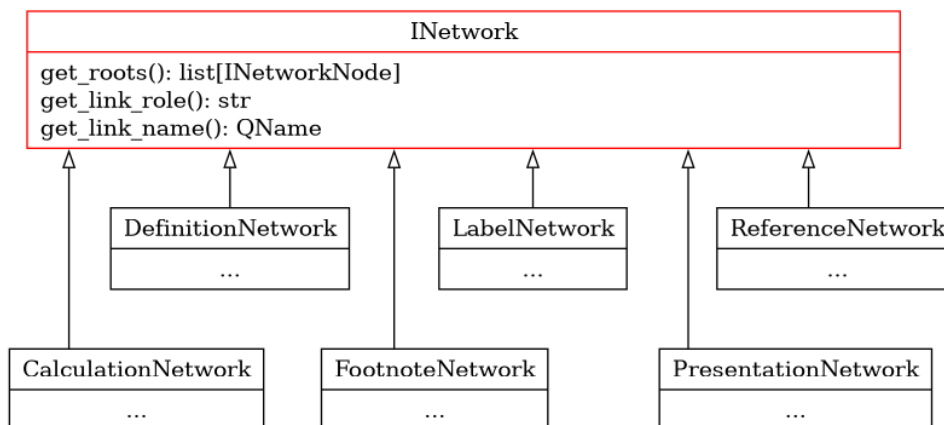 INetwork
get_roots(): list[INetworkNode]
get_link_role(): str
get_link_name(): QName
DefinitionNetwork
...
LabelNetwork
...
ReferenceNetwork
...
CalculationNetwork
...
FootnoteNetwork
...
PresentationNetwork
...